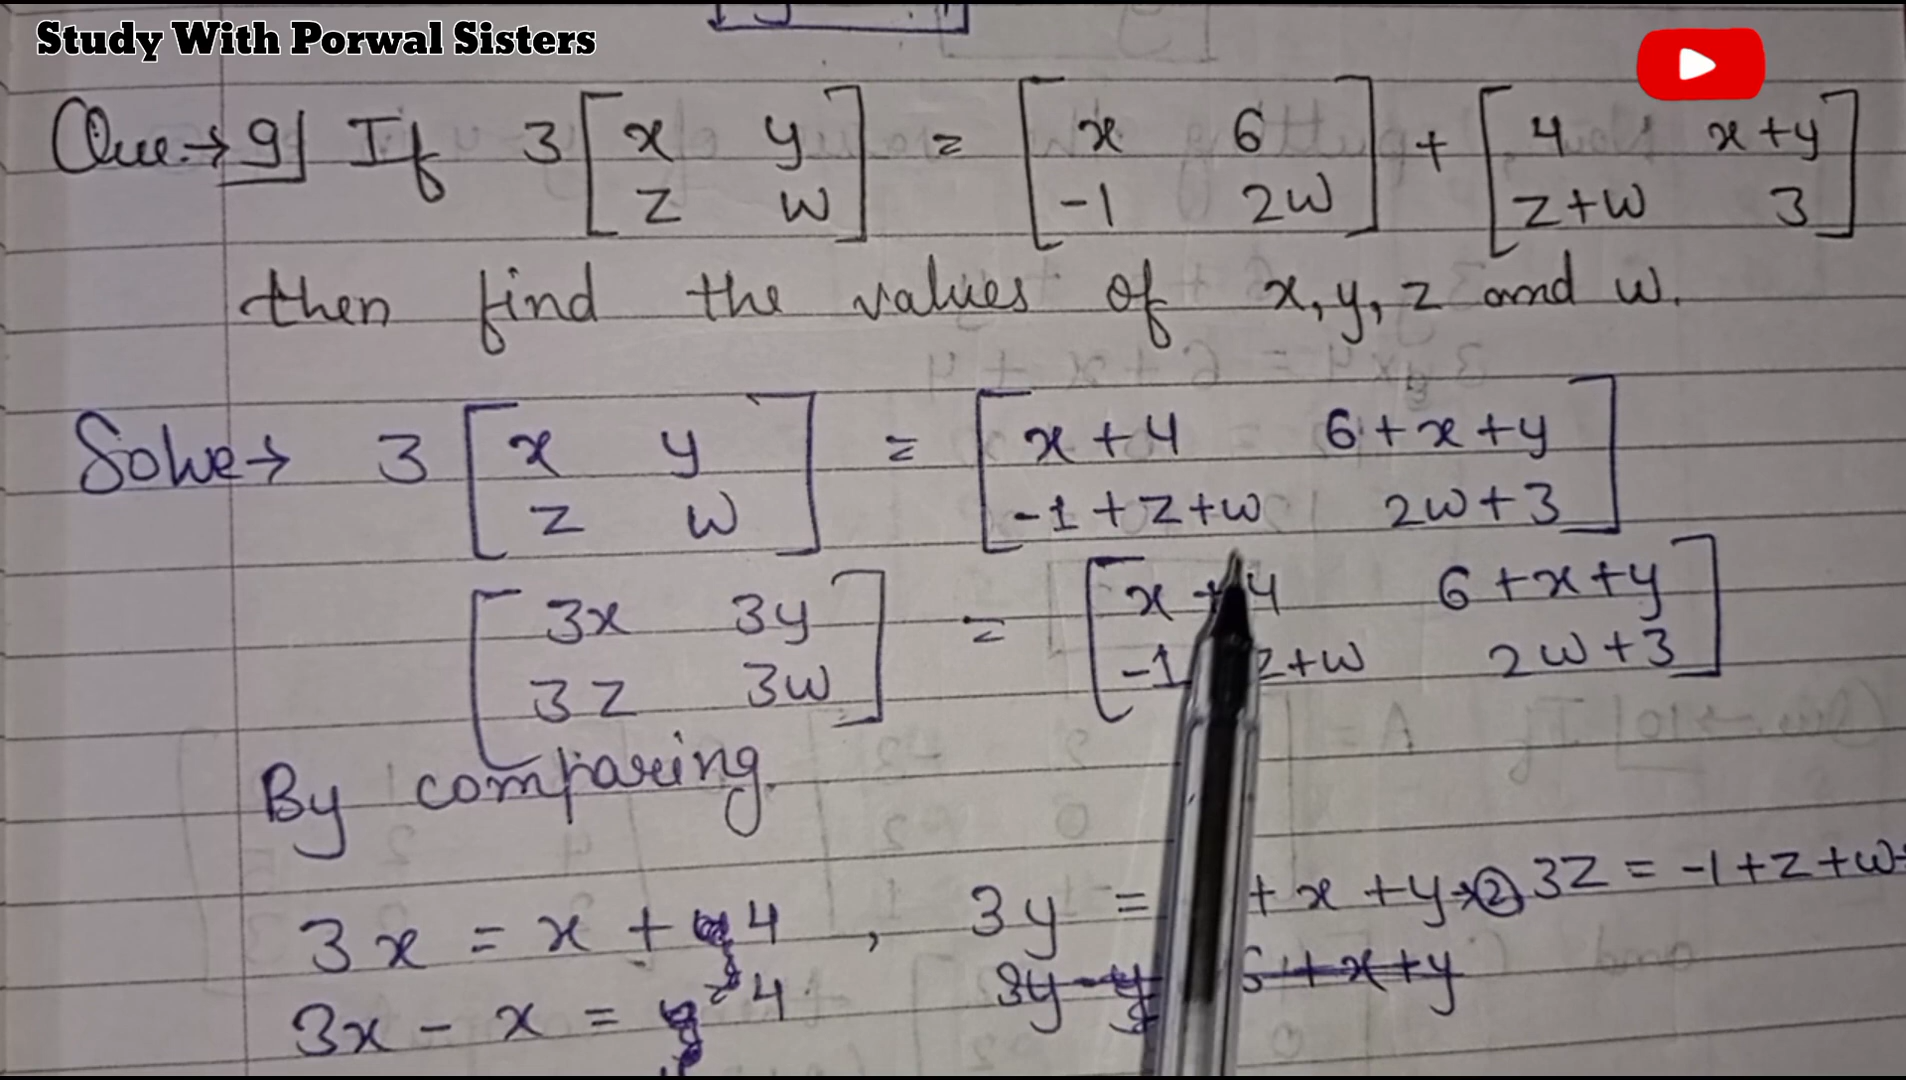 Study With Porwal Sisters
Que.→ 9| If 3 [x y] = [x 6] + [4 x+y]
[z w] [-1 2w] [z+w 3]
then find the values of x, y, z and w.
Solve→ 3 [x y] = [x+4 6+x+y]
[z w] [-1+z+w 2w+3]
[3x 3y] = [x+4 6+x+y]
[3z 3w] [-1 z+w 2w+3]
By comparing
3x = x + 4 , 3y = + x + y → ② 3z = -1+z+w
3x - x = 4 3y - y 6 + x + y